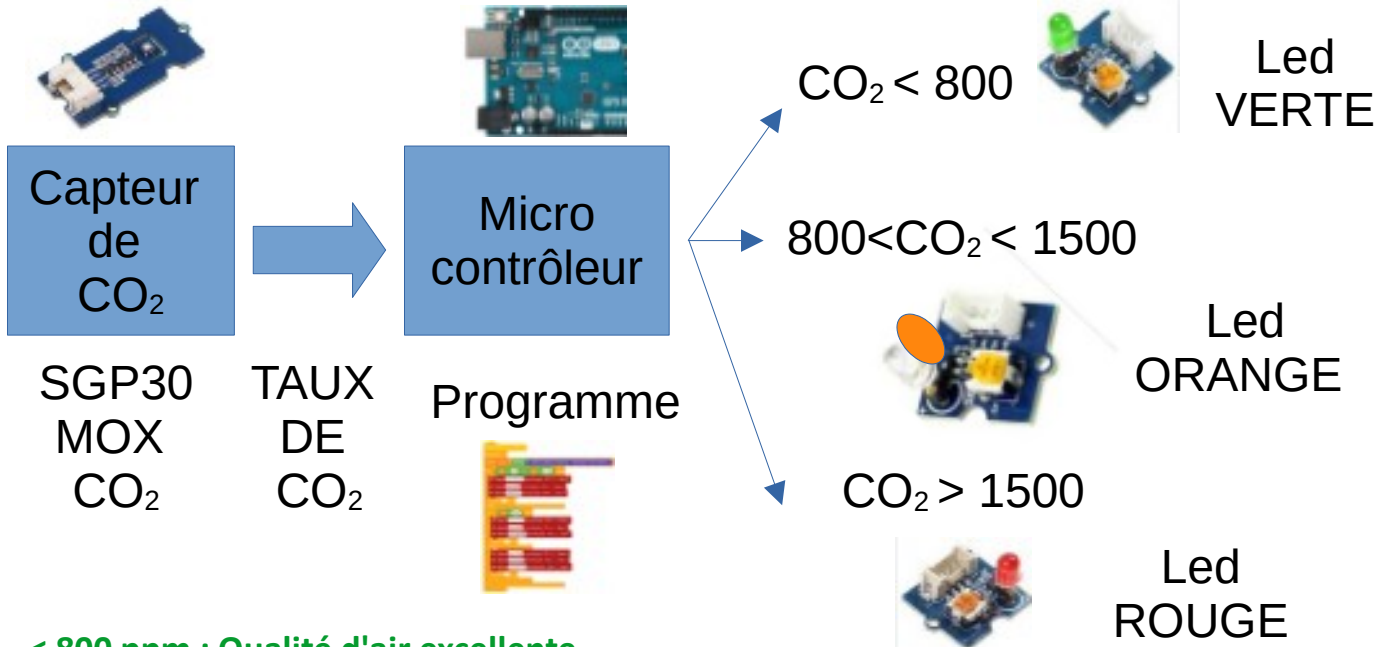 Capteur
de
CO₂
SGP30
MOX
CO₂
TAUX
DE
CO₂
Micro
contrôleur
Programme
CO₂ < 800
Led
VERTE
800<CO₂ < 1500
Led
ORANGE
CO₂ > 1500
Led
ROUGE
< 800 ppm : Qualité d'air excellente